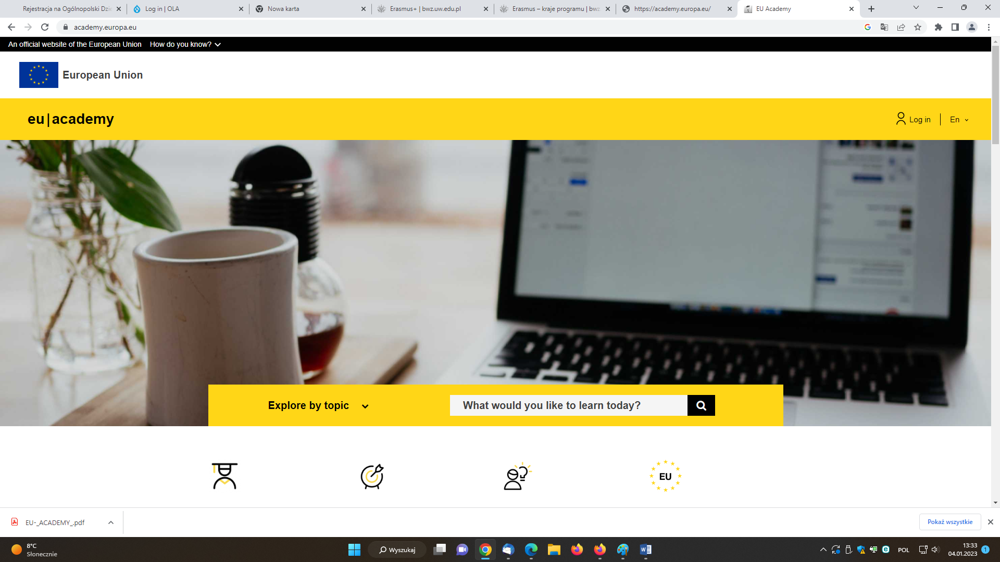 Rejestracja na Ogólnopolski Dzie
Log in | OLA
Nowa karta
Erasmus+ | bwz.uw.edu.pl
Erasmus – kraje programu | bwz.
https://academy.europa.eu/
EU Academy
academy.europa.eu
An official website of the European Union How do you know?
European Union
eu|academy
Log in
En
Explore by topic
What would you like to learn today?
EU
EU-_ACADEMY_.pdf
Pokaż wszystkie
8°C
Słonecznie
Wyszukaj
POL
13:33
04.01.2023
1